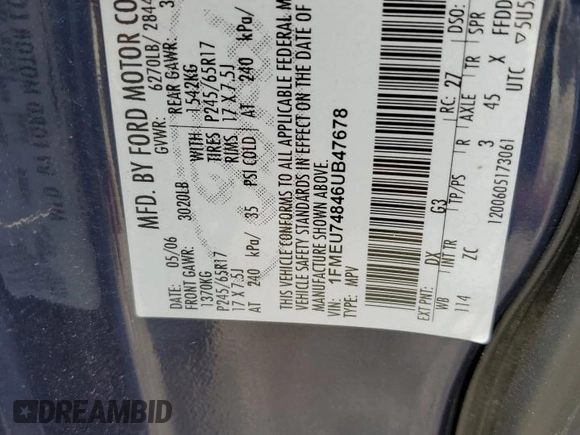 MFD. BY FORD MOTOR CO
DATE: 05/06 GVWR: 6270LB/ 2844
FRONT GAWR: 3020LB REAR GAWR:
1370KG WITH 1542KG
P245/65R17 TIRES P245/65R17
17 X 7.5J RIMS 17 X 7.5J
AT 240 kPa/ 35 PSI COLD AT 240 kPa/
THIS VEHICLE CONFORMS TO ALL APPLICABLE FEDERAL M
VEHICLE SAFETY STANDARDS IN EFFECT ON THE DATE OF
MANUFACTURE SHOWN ABOVE.
VIN: 1FMEU74846UB47678
TYPE: MPV
EXT PNT: DX G3 RC: 27 DSO:
WB INT TR TP/PS R AXLE TR SPR
114 ZC 3 45 X FFDD
1200605173061 UTC ▽5U5
DREAMBID